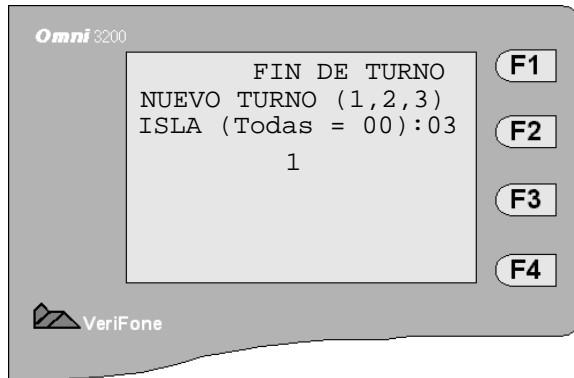 Omni 3200
FIN DE TURNO
NUEVO TURNO (1,2,3)
ISLA (Todas = 00):03
1
F1
F2
F3
F4
VeriFone